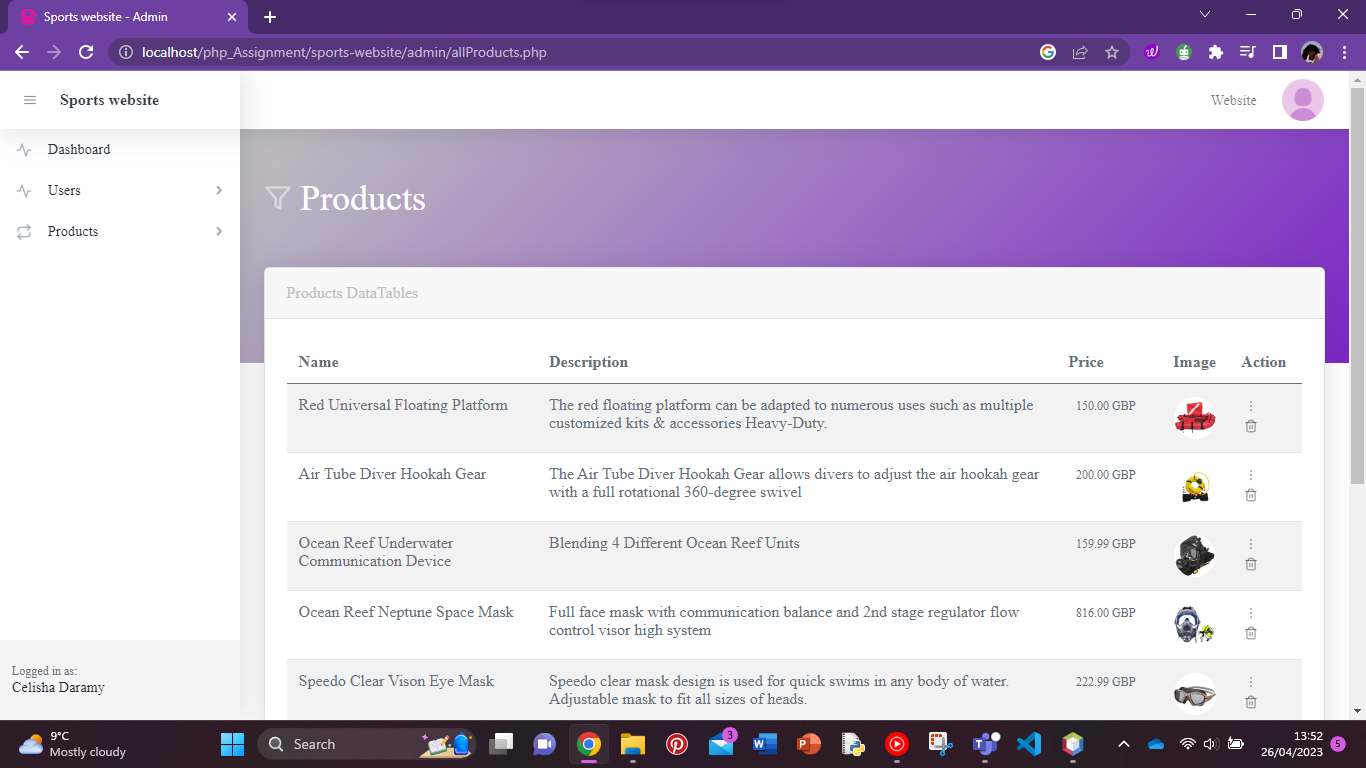 Sports website - Admin
localhost/php_Assignment/sports-website/admin/allProducts.php
Sports website
Website
Dashboard
Users
Products
Products
Products DataTables
Name Description Price Image Action
Red Universal Floating Platform The red floating platform can be adapted to numerous uses such as multiple 150.00 GBP
customized kits & accessories Heavy-Duty.
Air Tube Diver Hookah Gear The Air Tube Diver Hookah Gear allows divers to adjust the air hookah gear 200.00 GBP
with a full rotational 360-degree swivel
Ocean Reef Underwater Blending 4 Different Ocean Reef Units 159.99 GBP
Communication Device
Ocean Reef Neptune Space Mask Full face mask with communication balance and 2nd stage regulator flow 816.00 GBP
control visor high system
Speedo Clear Vison Eye Mask Speedo clear mask design is used for quick swims in any body of water. 222.99 GBP
Adjustable mask to fit all sizes of heads.
Logged in as:
Celisha Daramy
9°C
Mostly cloudy
Search
3
13:52
26/04/2023
5